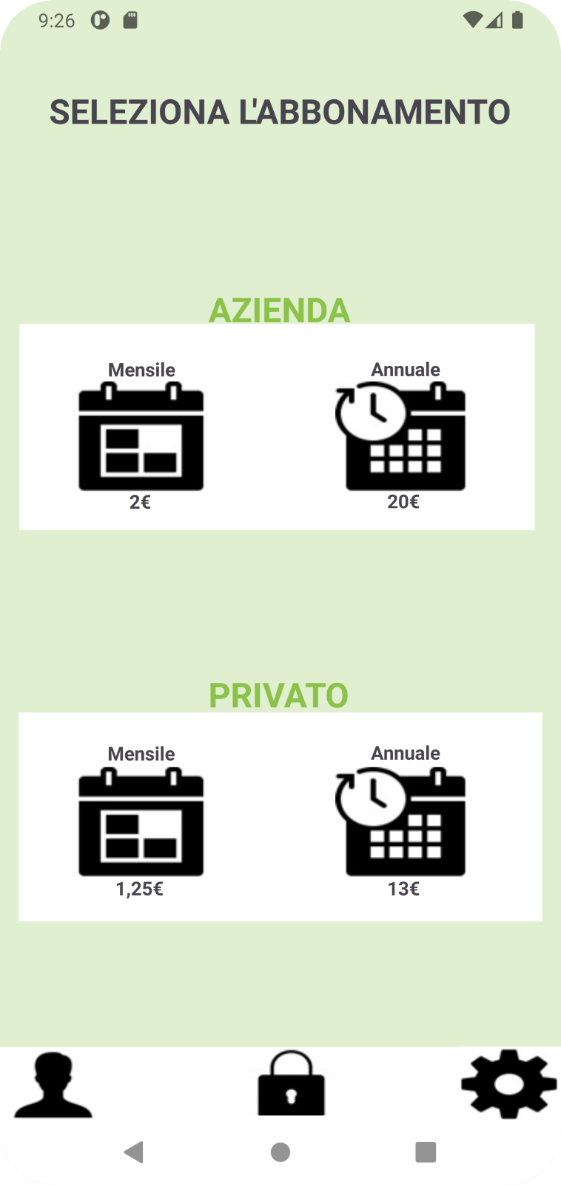 9:26
SELEZIONA L'ABBONAMENTO
AZIENDA
Mensile Annuale
2€ 20€
PRIVATO
Mensile Annuale
1,25€ 13€